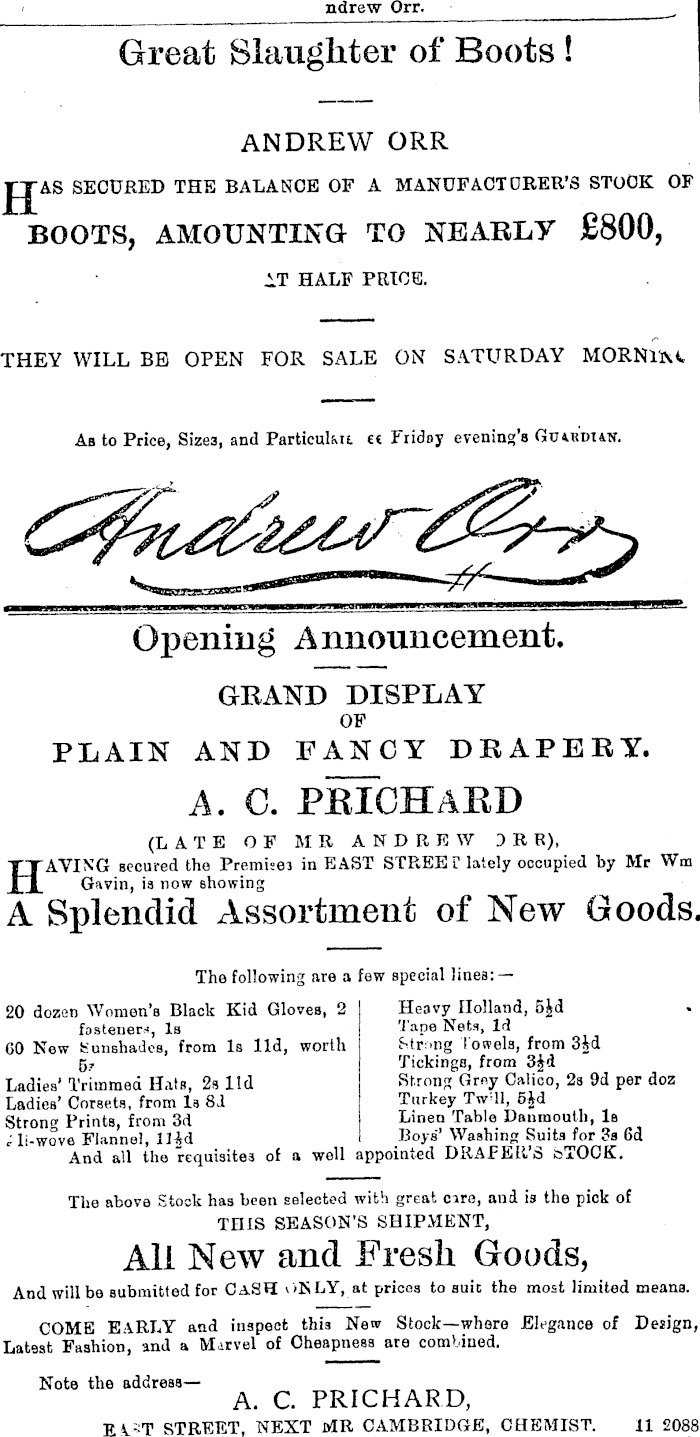 ndrew Orr.
Great Slaughter of Boots!
ANDREW ORR
HAS SECURED THE BALANCE OF A MANUFACTURER'S STOCK OF
BOOTS, AMOUNTING TO NEARLY £800,
AT HALF PRICE.
THEY WILL BE OPEN FOR SALE ON SATURDAY MORNIN
As to Price, Sizes, and Particulars Friday evening's GUARDIAN.
Andrew Orr
Opening Announcement.
GRAND DISPLAY
OF
PLAIN AND FANCY DRAPERY.
A. C. PRICHARD
(LATE OF MR ANDREW ORR),
HAVING secured the Premises in EAST STREET lately occupied by Mr Wm
Gavin, is now showing
A Splendid Assortment of New Goods.
The following are a few special lines:—
20 dozen Women's Black Kid Gloves, 2
fasteners, 1s
60 New Sunshades, from 1s 11d, worth
5s
Ladies' Trimmed Hats, 2s 11d
Ladies' Corsets, from 1s 8d
Strong Prints, from 3d
Flannel, 11½d
Heavy Holland, 5½d
Tape Nets, 1d
Strong Towels, from 3½d
Tickings, from 3½d
Strong Grey Calico, 2s 9d per doz
Turkey Twill, 5½d
Linen Table Danmouth, 1s
Boys' Washing Suits for 3s 6d
And all the requisites of a well appointed DRAPER'S STOCK.
The above Stock has been selected with great care, and is the pick of
THIS SEASON'S SHIPMENT,
All New and Fresh Goods,
And will be submitted for CASH ONLY, at prices to suit the most limited means.
COME EARLY and inspect this New Stock—where Elegance of Design,
Latest Fashion, and a Marvel of Cheapness are combined.
Note the address—
A. C. PRICHARD,
EAST STREET, NEXT MR CAMBRIDGE, CHEMIST. 11 2088